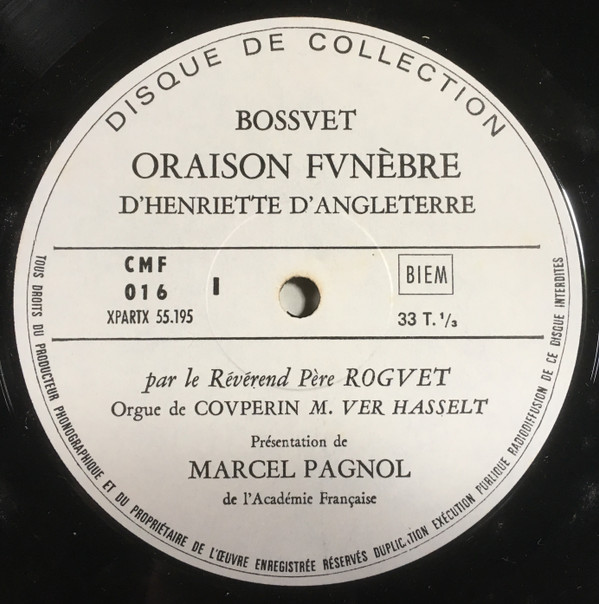 DISQUE DE COLLECTION
BOSSVET
ORAISON FVNÈBRE
D'HENRIETTE D'ANGLETERRE
CMF
016
XPARTX 55.195
I
BIEM
33 T. 1/3
par le Révérend Père ROGVET
Orgue de COVPERIN M. VER HASSELT
Présentation de
MARCEL PAGNOL
de l'Académie Française
TOUS DROITS DU PRODUCTEUR PHONOGRAPHIQUE ET DU PROPRIÉTAIRE DE L'ŒUVRE ENREGISTRÉE RÉSERVÉS DUPLICATION EXÉCUTION PUBLIQUE RADIODIFFUSION DE CE DISQUE INTERDITES